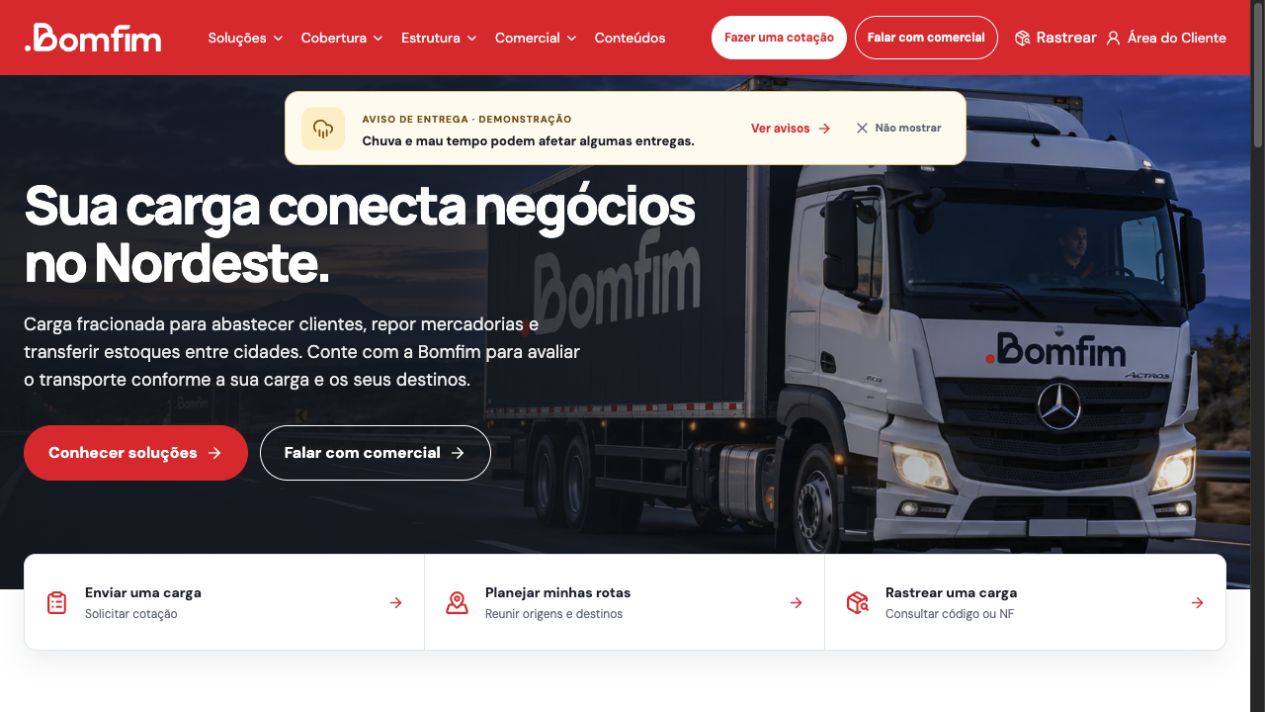 .Bomfim
Soluções
Cobertura
Estrutura
Comercial
Conteúdos
Fazer uma cotação
Falar com comercial
Rastrear
Área do Cliente
AVISO DE ENTREGA · DEMONSTRAÇÃO
Chuva e mau tempo podem afetar algumas entregas.
Ver avisos
Não mostrar
Sua carga conecta negócios
no Nordeste.
Carga fracionada para abastecer clientes, repor mercadorias e
transferir estoques entre cidades. Conte com a Bomfim para avaliar
o transporte conforme a sua carga e os seus destinos.
Conhecer soluções
Falar com comercial
.Bomfim
.Bomfim
ACTROS
Bomfim
Enviar uma carga
Solicitar cotação
Planejar minhas rotas
Reunir origens e destinos
Rastrear uma carga
Consultar código ou NF